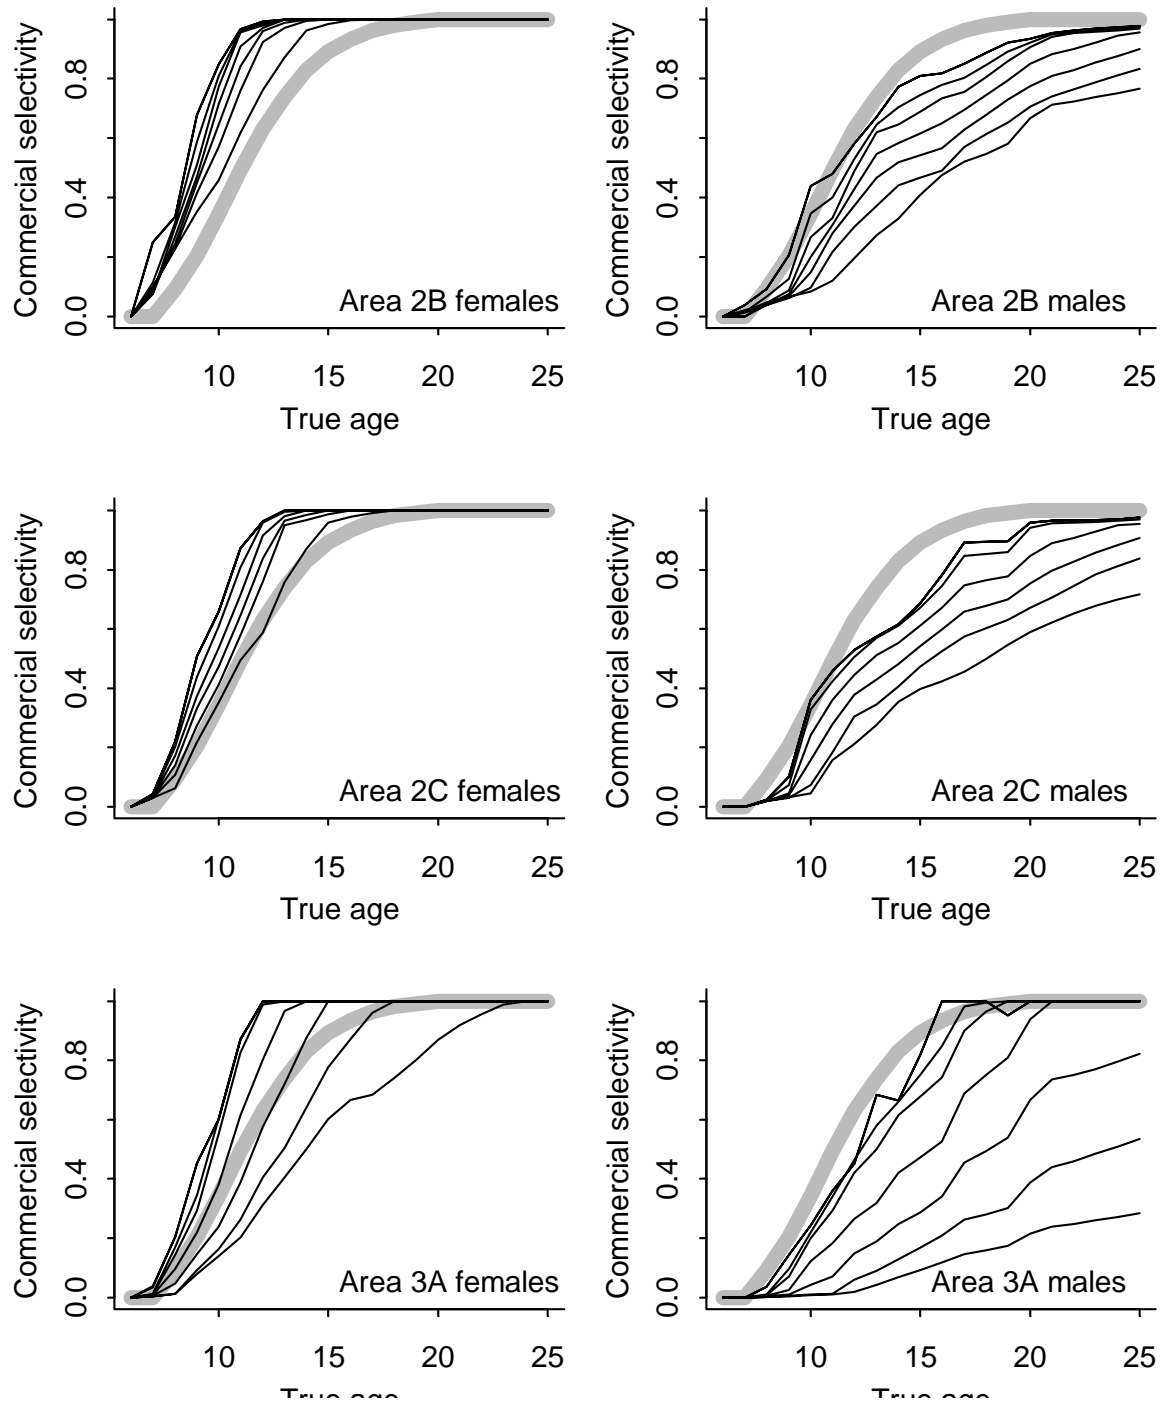 Commercial selectivity
0.0 0.4 0.8
Area 2B females
10 15 20 25
True age
Commercial selectivity
0.0 0.4 0.8
Area 2B males
10 15 20 25
True age
Commercial selectivity
0.0 0.4 0.8
Area 2C females
10 15 20 25
True age
Commercial selectivity
0.0 0.4 0.8
Area 2C males
10 15 20 25
True age
Commercial selectivity
0.0 0.4 0.8
Area 3A females
10 15 20 25
True age
Commercial selectivity
0.0 0.4 0.8
Area 3A males
10 15 20 25
True age